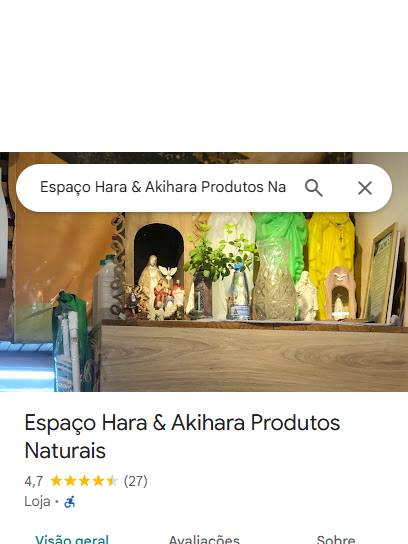 Espaço Hara & Akihara Produtos Na
Espaço Hara & Akihara Produtos
Naturais
4,7 (27)
Loja ·
Visão geral Avaliações Sobre